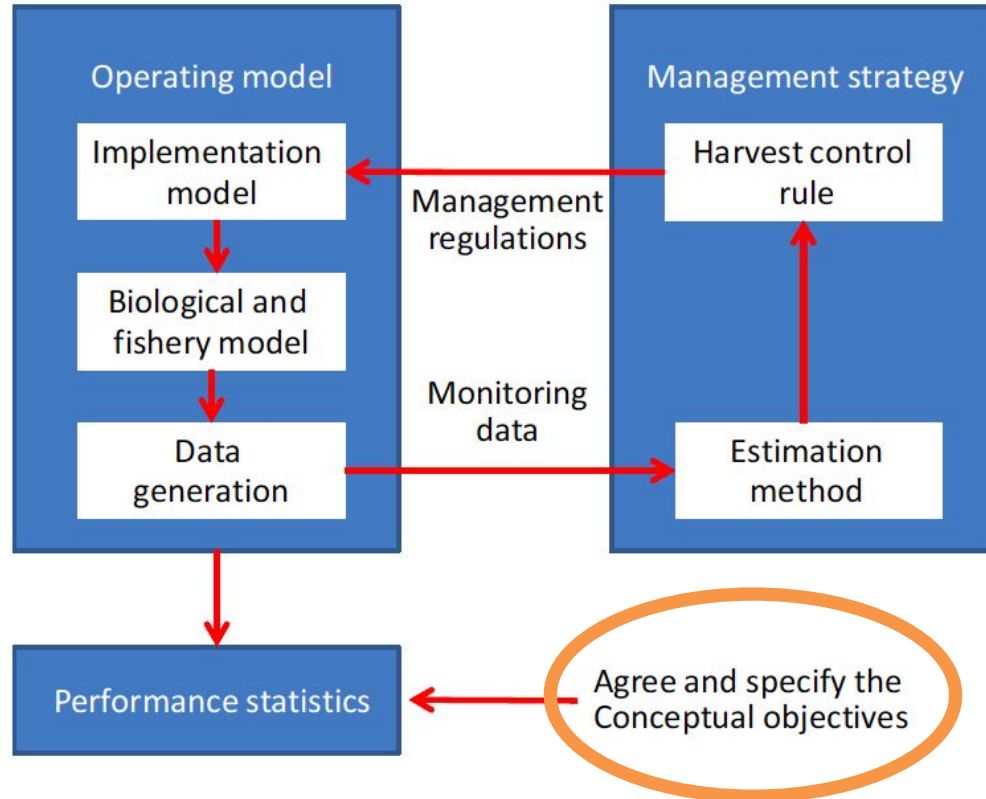 Operating model
Implementation
model
Biological and
fishery model
Data
generation
Management
regulations
Monitoring
data
Management strategy
Harvest control
rule
Estimation
method
Performance statistics
Agree and specify the
Conceptual objectives